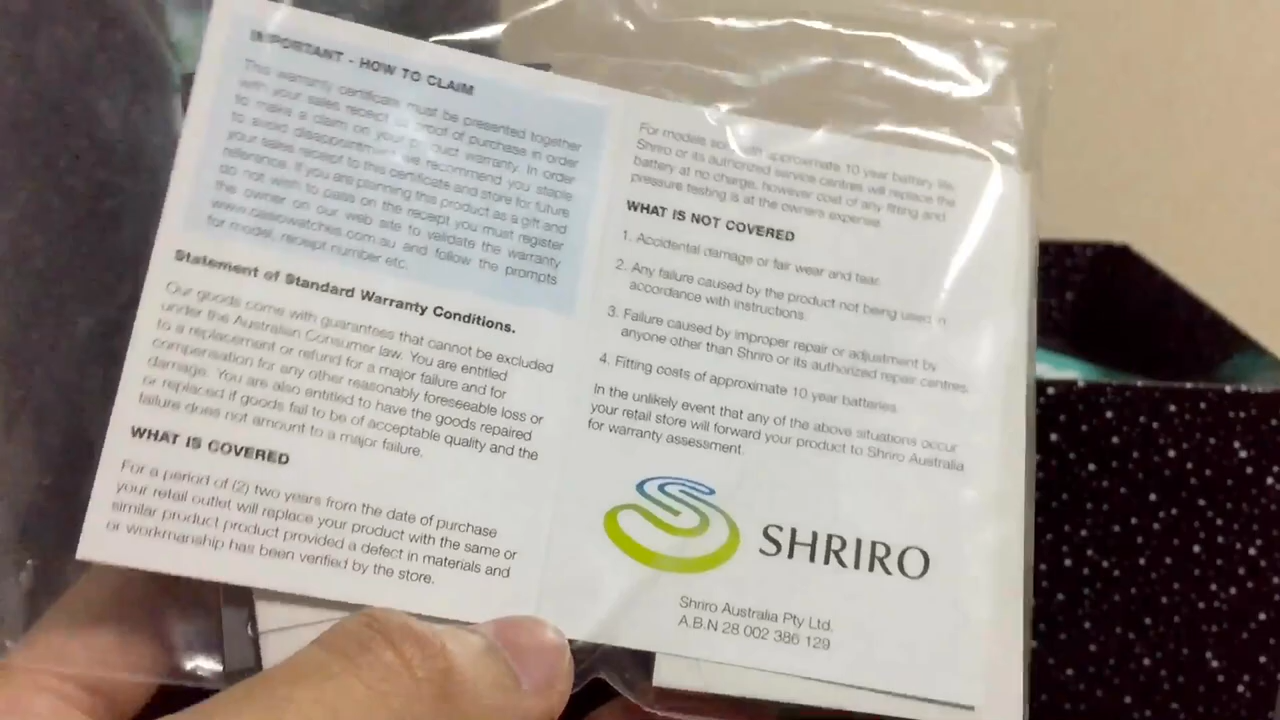 IMPORTANT - HOW TO CLAIM
This warranty certificate must be presented together
with your sales receipt or proof of purchase in order
to make a claim on your product warranty. In order
to avoid disappointment we recommend you staple
your sales receipt to this certificate and store for future
reference. If you are planning this product as a gift and
do not wish to pass on the receipt you must register
the owner on our web site to validate the warranty
www.casiowatches.com.au and follow the prompts
for model, receipt number etc.
Statement of Standard Warranty Conditions.
Our goods come with guarantees that cannot be excluded
under the Australian Consumer law. You are entitled
to a replacement or refund for a major failure and for
compensation for any other reasonably foreseeable loss or
damage. You are also entitled to have the goods repaired
or replaced if goods fail to be of acceptable quality and the
failure does not amount to a major failure.
WHAT IS COVERED
For a period of (2) two years from the date of purchase
your retail outlet will replace your product with the same or
similar product product provided a defect in materials and
or workmanship has been verified by the store.
For models sold with approximate 10 year battery life,
Shriro or its authorized service centres will replace the
battery at no charge, however cost of any fitting and
pressure testing is at the owners expense.
WHAT IS NOT COVERED
1. Accidental damage or fair wear and tear.
2. Any failure caused by the product not being used in
accordance with instructions.
3. Failure caused by improper repair or adjustment by
anyone other than Shriro or its authorized repair centres.
4. Fitting costs of approximate 10 year batteries.
In the unlikely event that any of the above situations occur
your retail store will forward your product to Shriro Australia
for warranty assessment.
SHRIRO
Shriro Australia Pty Ltd.
A.B.N 28 002 386 129